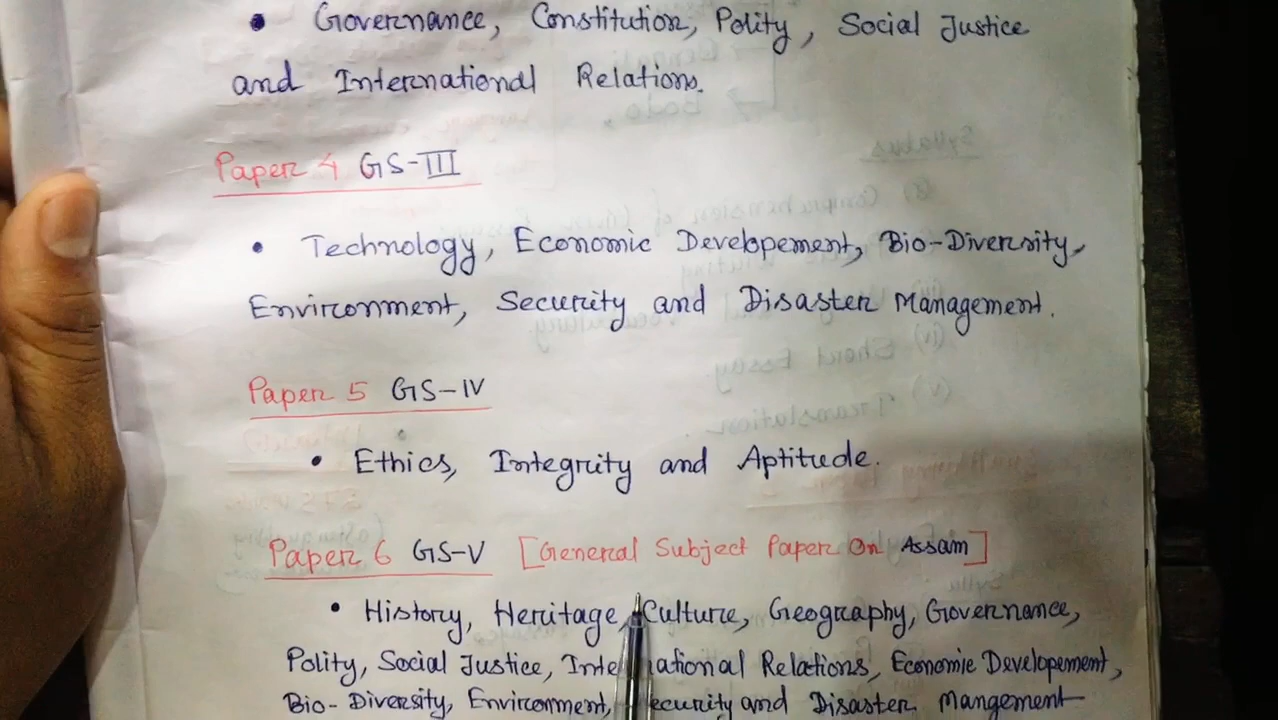 • Governance, Constitution, Polity, Social Justice
and International Relations.
Paper 4 GS-III
• Technology, Economic Developement, Bio-Diversity,
Environment, Security and Disaster Management.
Paper 5 GS-IV
• Ethics, Integrity and Aptitude.
Paper 6 GS-V [General Subject Paper On Assam]
• History, Heritage, Culture, Geography, Governance,
Polity, Social Justice, International Relations, Economic Developement,
Bio-Diversity, Environment, Security and Disaster Mangement